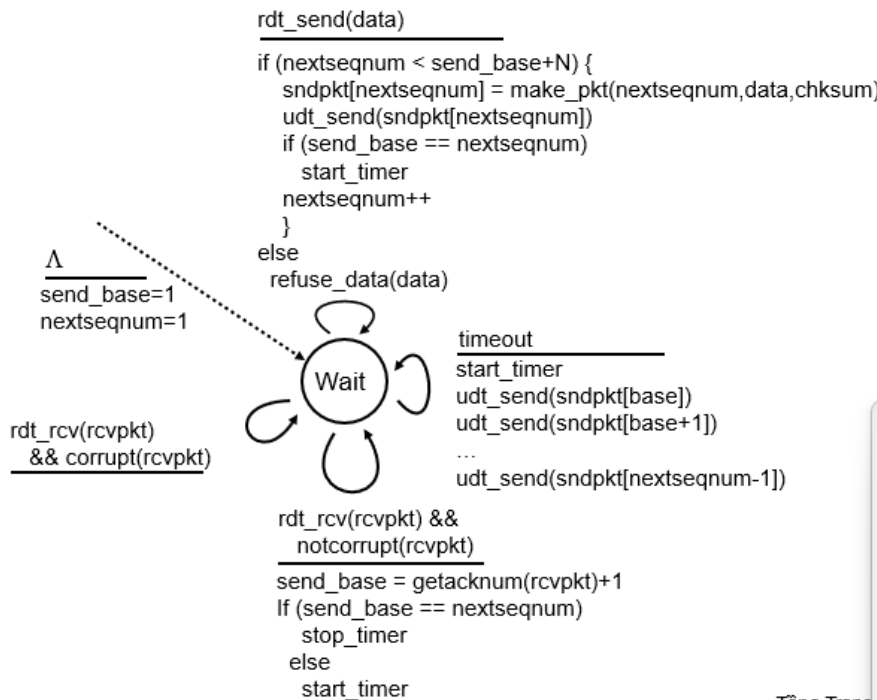 rdt_send(data)
if (nextseqnum < send_base+N) {
sndpkt[nextseqnum] = make_pkt(nextseqnum,data,chksum)
udt_send(sndpkt[nextseqnum])
if (send_base == nextseqnum)
start_timer
nextseqnum++
}
else
refuse_data(data)
Λ
send_base=1
nextseqnum=1
Wait
timeout
start_timer
udt_send(sndpkt[base])
udt_send(sndpkt[base+1])
...
udt_send(sndpkt[nextseqnum-1])
rdt_rcv(rcvpkt)
&& corrupt(rcvpkt)
rdt_rcv(rcvpkt) &&
notcorrupt(rcvpkt)
send_base = getacknum(rcvpkt)+1
If (send_base == nextseqnum)
stop_timer
else
start_timer